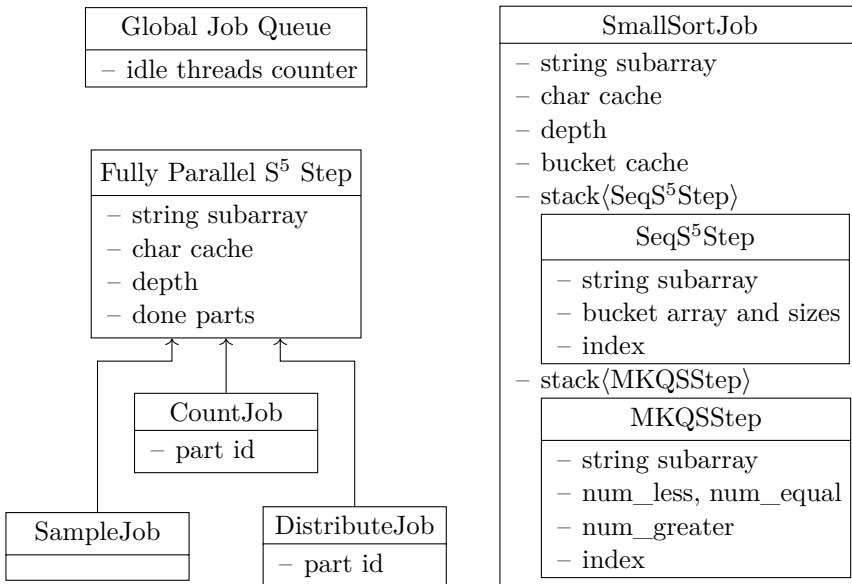 Global Job Queue
– idle threads counter
Fully Parallel S⁵ Step
– string subarray
– char cache
– depth
– done parts
CountJob
– part id
SampleJob
DistributeJob
– part id
SmallSortJob
– string subarray
– char cache
– depth
– bucket cache
– stack⟨SeqS⁵Step⟩
SeqS⁵Step
– string subarray
– bucket array and sizes
– index
– stack⟨MKQSStep⟩
MKQSStep
– string subarray
– num_less, num_equal
– num_greater
– index